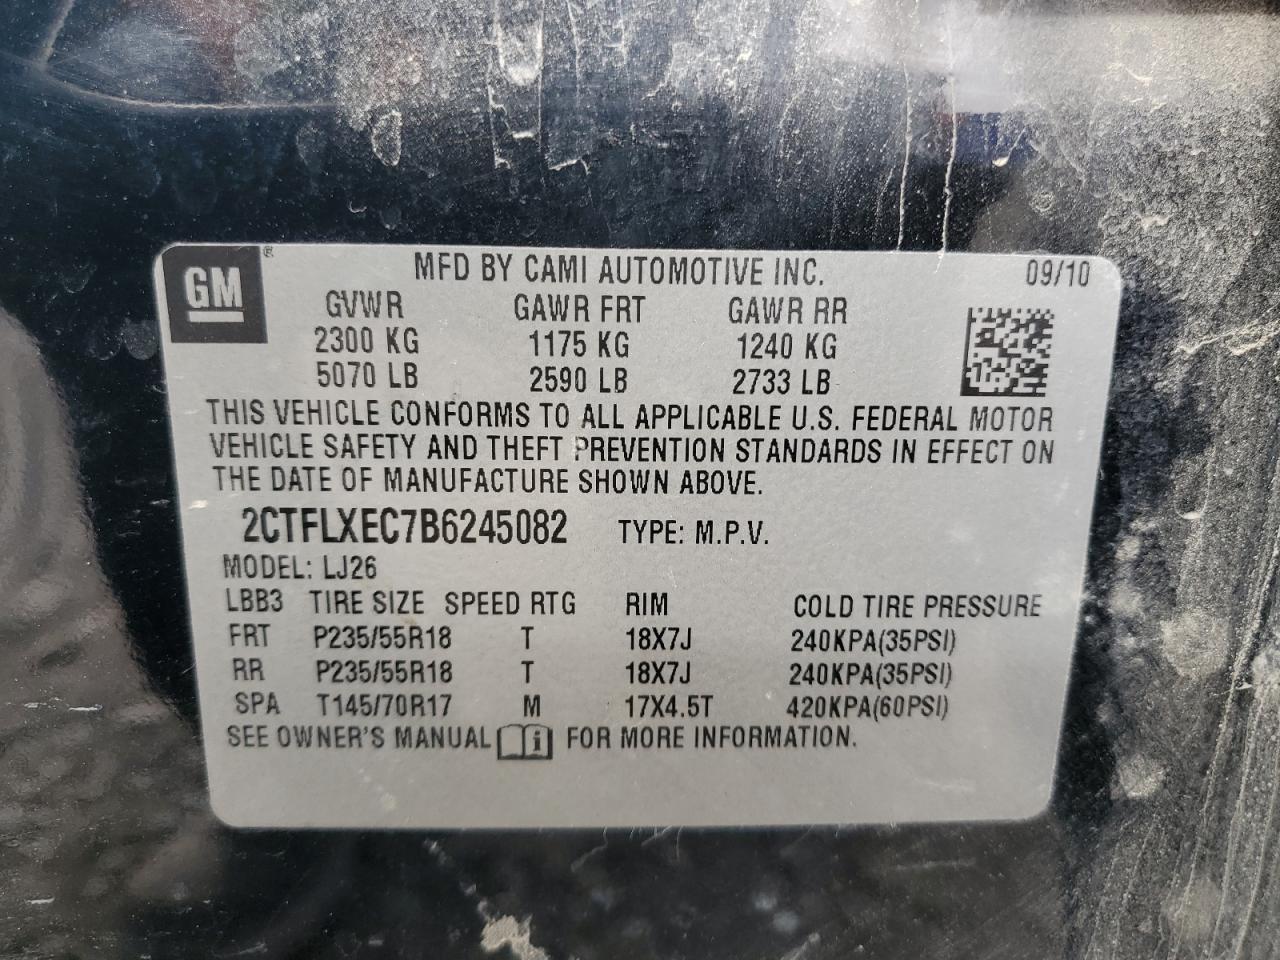 GM ®
MFD BY CAMI AUTOMOTIVE INC. 09/10
GVWR GAWR FRT GAWR RR
2300 KG 1175 KG 1240 KG
5070 LB 2590 LB 2733 LB
THIS VEHICLE CONFORMS TO ALL APPLICABLE U.S. FEDERAL MOTOR
VEHICLE SAFETY AND THEFT PREVENTION STANDARDS IN EFFECT ON
THE DATE OF MANUFACTURE SHOWN ABOVE.
2CTFLXEC7B6245082 TYPE: M.P.V.
MODEL: LJ26
LBB3 TIRE SIZE SPEED RTG RIM COLD TIRE PRESSURE
FRT P235/55R18 T 18X7J 240KPA(35PSI)
RR P235/55R18 T 18X7J 240KPA(35PSI)
SPA T145/70R17 M 17X4.5T 420KPA(60PSI)
SEE OWNER'S MANUAL i FOR MORE INFORMATION.